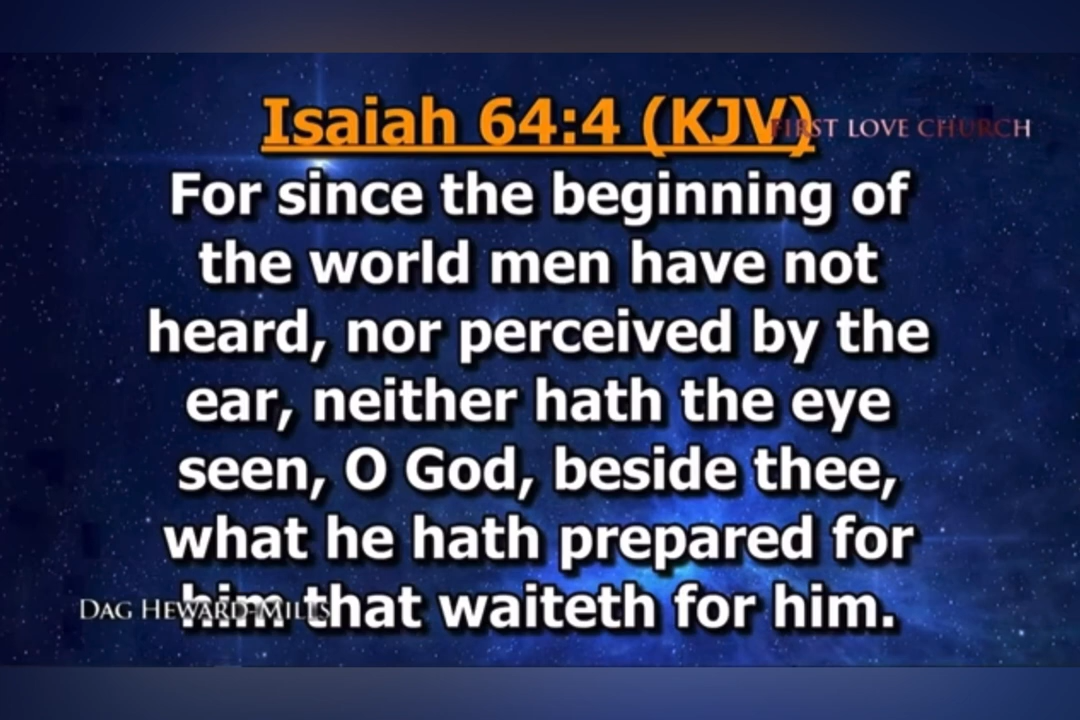 Isaiah 64:4 (KJV)
FIRST LOVE CHURCH
For since the beginning of
the world men have not
heard, nor perceived by the
ear, neither hath the eye
seen, O God, beside thee,
what he hath prepared for
him that waiteth for him.
DAG HEWARD-MILLS